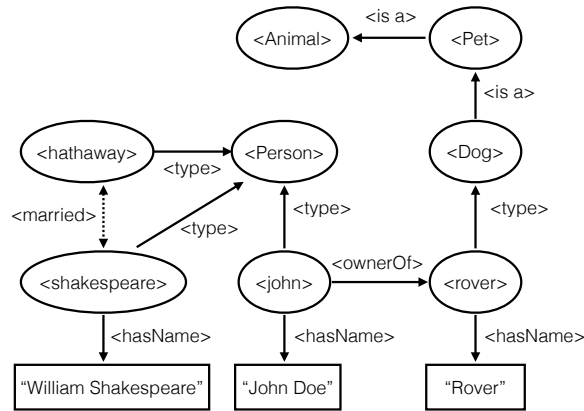 <is a>
<Animal>
<Pet>
<is a>
<hathaway>
<type>
<Person>
<Dog>
<married>
<type>
<type>
<type>
<shakespeare>
<john>
<ownerOf>
<rover>
<hasName>
<hasName>
<hasName>
“William Shakespeare”
“John Doe”
“Rover”